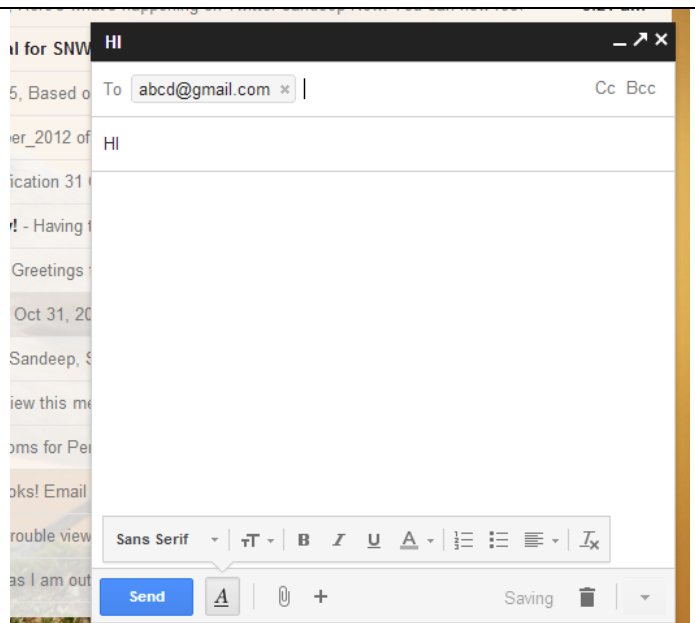 al for SNW
HI
To abcd@gmail.com × Cc Bcc
5, Based o
er_2012 of
HI
ication 31
! - Having
Greetings
Oct 31, 20
Sandeep, S
iew this me
oms for Per
oks! Email
rouble view
Sans Serif T B I U A Tx
as I am out
Send A + Saving